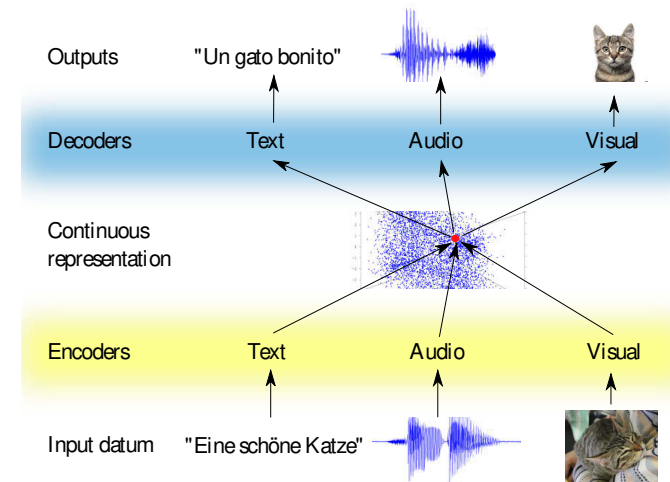 Outputs
"Un gato bonito"
Decoders Text Audio Visual
Continuous
representation
Encoders Text Audio Visual
Input datum "Eine schöne Katze"